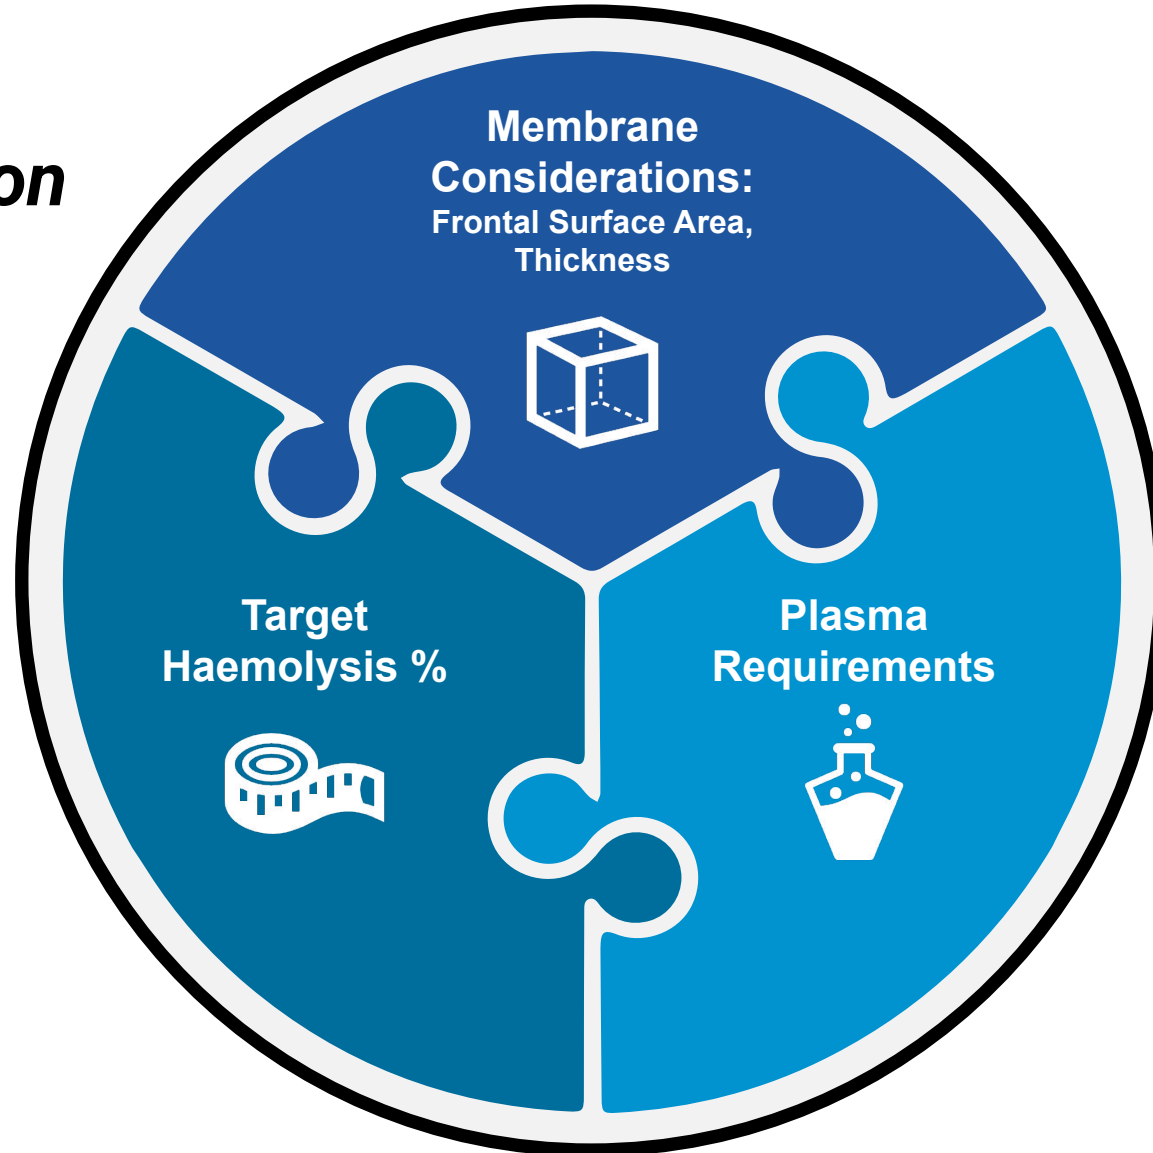 on
Membrane
Considerations:
Frontal Surface Area,
Thickness
Target
Haemolysis %
Plasma
Requirements